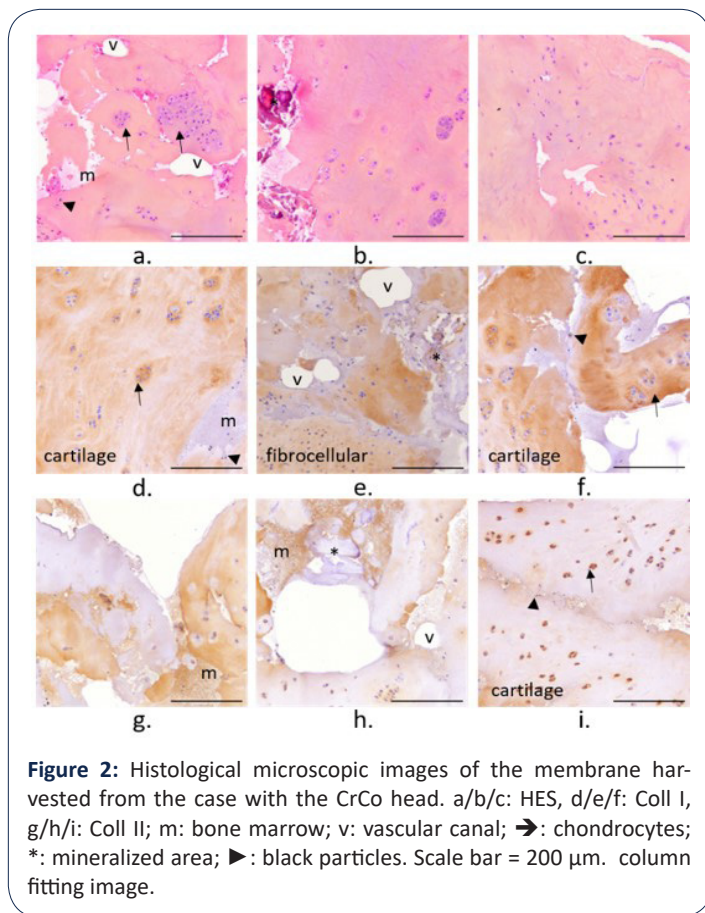 v
v
m
a.
b.
c.
m
cartilage
d.
v
v
*
fibrocellular
e.
cartilage
f.
m
g.
m
*
v
h.
cartilage
i.
Figure 2: Histological microscopic images of the membrane har-
vested from the case with the CrCo head. a/b/c: HES, d/e/f: Coll I,
g/h/i: Coll II; m: bone marrow; v: vascular canal; ➔: chondrocytes;
*: mineralized area; ►: black particles. Scale bar = 200 µm. column
fitting image.